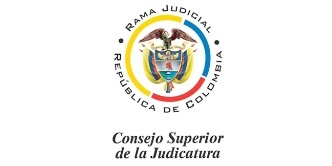 RAMA JUDICIAL
REPÚBLICA DE COLOMBIA
Consejo Superior
de la Judicatura